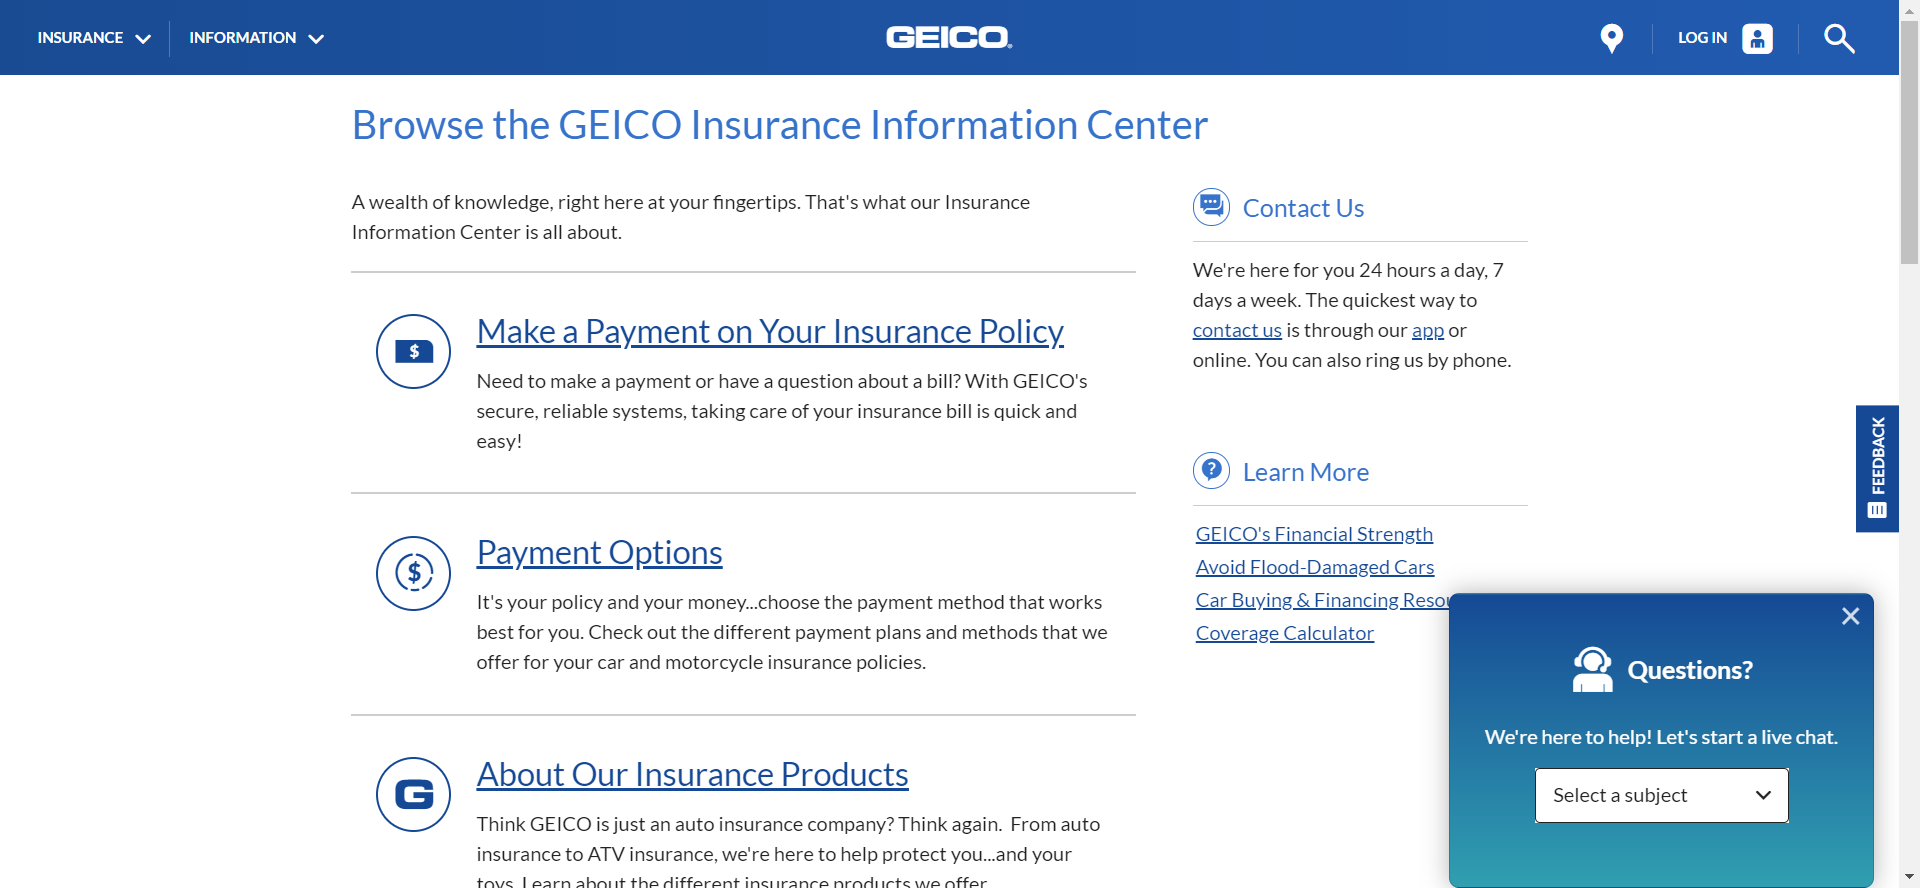 INSURANCE
INFORMATION
GEICO
LOG IN
Browse the GEICO Insurance Information Center
A wealth of knowledge, right here at your fingertips. That's what our Insurance
Information Center is all about.
Make a Payment on Your Insurance Policy
Need to make a payment or have a question about a bill? With GEICO's
secure, reliable systems, taking care of your insurance bill is quick and
easy!
Payment Options
It's your policy and your money...choose the payment method that works
best for you. Check out the different payment plans and methods that we
offer for your car and motorcycle insurance policies.
About Our Insurance Products
Think GEICO is just an auto insurance company? Think again. From auto
insurance to ATV insurance, we're here to help protect you...and your
toys. Learn about the different insurance products we offer.
Contact Us
We're here for you 24 hours a day, 7
days a week. The quickest way to
contact us is through our app or
online. You can also ring us by phone.
Learn More
GEICO's Financial Strength
Avoid Flood-Damaged Cars
Car Buying & Financing Resou
Coverage Calculator
FEEDBACK
Questions?
We're here to help! Let's start a live chat.
Select a subject